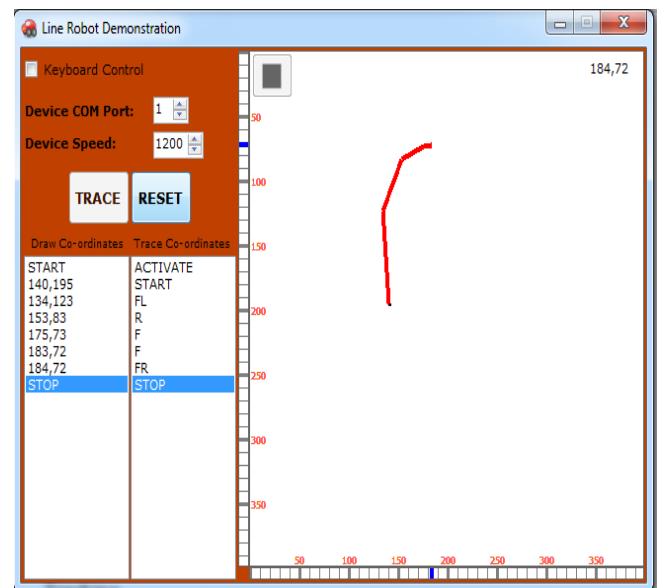 Line Robot Demonstration
Keyboard Control
184,72
Device COM Port: 1
Device Speed: 1200
TRACE RESET
Draw Co-ordinates Trace Co-ordinates
START ACTIVATE
140,195 START
134,123 FL
153,83 R
175,73 F
183,72 F
184,72 FR
STOP STOP
50
100
150
200
250
300
350
50 100 150 200 250 300 350